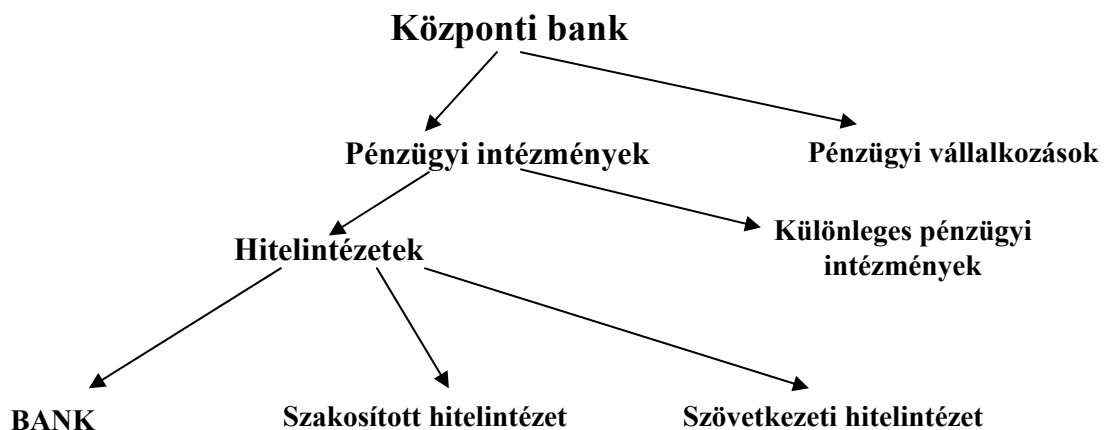 Központi bank
Pénzügyi intézmények
Pénzügyi vállalkozások
Hitelintézetek
Különleges pénzügyi
intézmények
BANK
Szakosított hitelintézet
Szövetkezeti hitelintézet